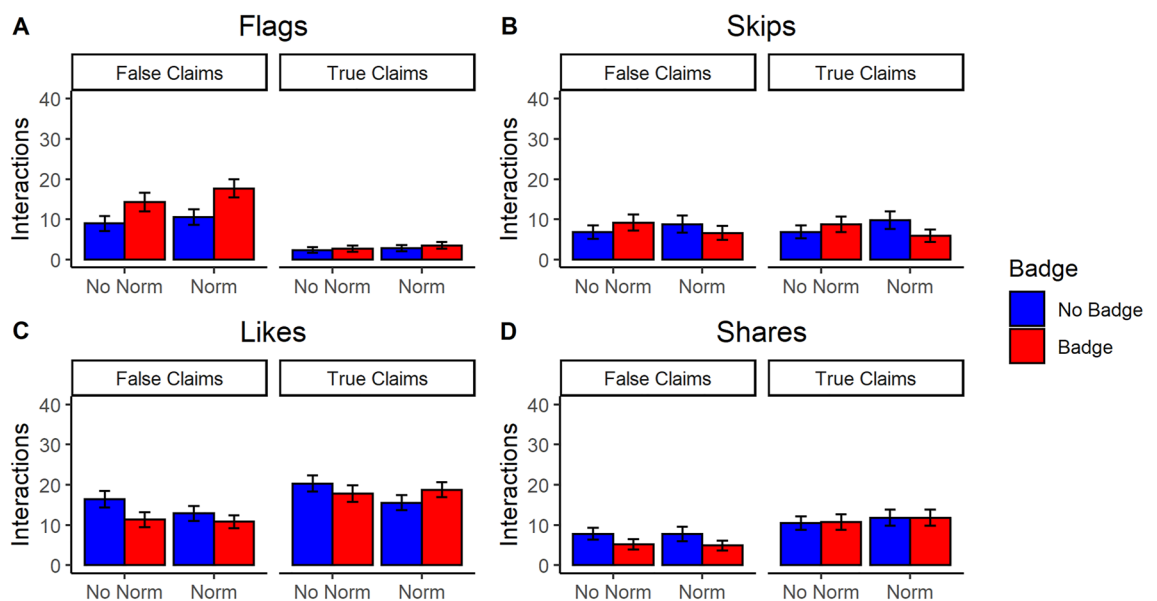 A Flags
False Claims True Claims
40
30
20
10
0
Interactions
No Norm Norm No Norm Norm
B Skips
False Claims True Claims
40
30
20
10
0
Interactions
No Norm Norm No Norm Norm
C Likes
False Claims True Claims
40
30
20
10
0
Interactions
No Norm Norm No Norm Norm
D Shares
False Claims True Claims
40
30
20
10
0
Interactions
No Norm Norm No Norm Norm
Badge
No Badge
Badge